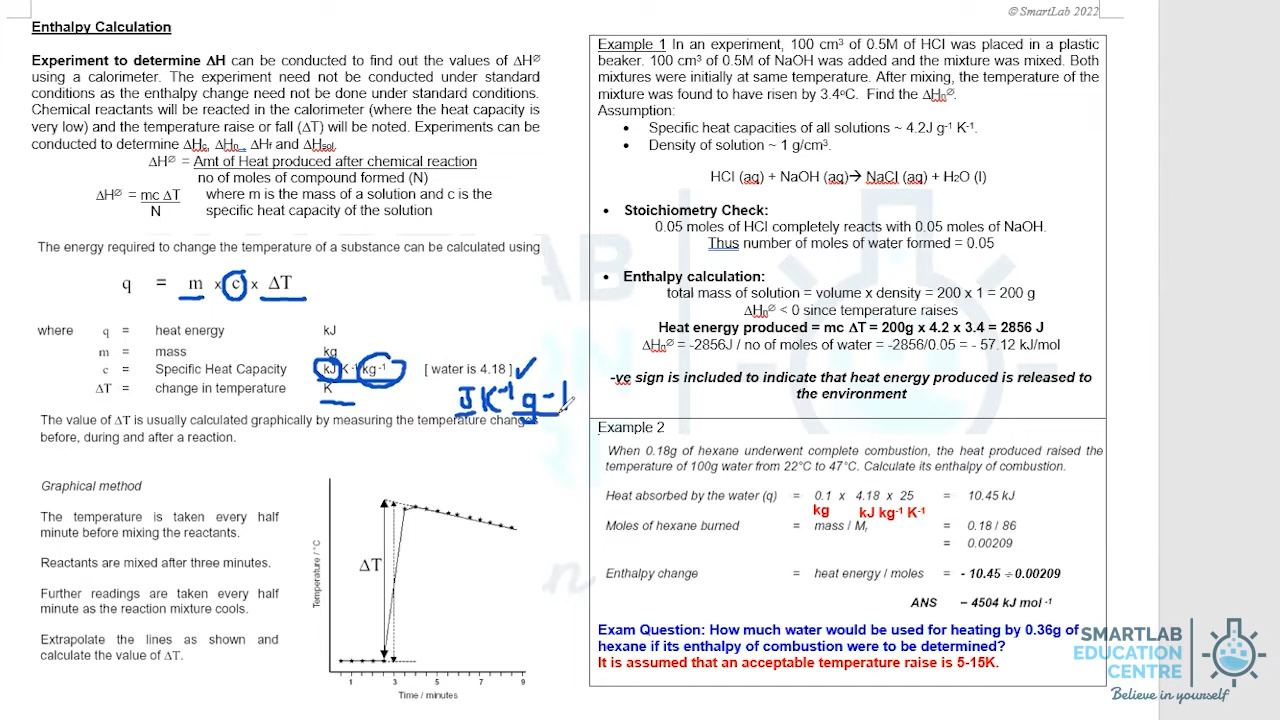 © SmartLab 2022
Enthalpy Calculation
Experiment to determine ΔH can be conducted to find out the values of ΔHᶱ
using a calorimeter. The experiment need not be conducted under standard
conditions as the enthalpy change need not be done under standard conditions.
Chemical reactants will be reacted in the calorimeter (where the heat capacity is
very low) and the temperature raise or fall (ΔT) will be noted. Experiments can be
conducted to determine ΔHc, ΔHn, ΔHf and ΔHsol.
ΔHᶱ = Amt of Heat produced after chemical reaction
no of moles of compound formed (N)
ΔHᶱ = mc ΔT where m is the mass of a solution and c is the
N specific heat capacity of the solution
The energy required to change the temperature of a substance can be calculated using
q = m x c x ΔT
where q = heat energy kJ
m = mass kg
c = Specific Heat Capacity kJ K⁻¹ kg⁻¹ [ water is 4.18 ]
ΔT = change in temperature K
J K⁻¹ g⁻¹
The value of ΔT is usually calculated graphically by measuring the temperature changes
before, during and after a reaction.
Graphical method
The temperature is taken every half
minute before mixing the reactants.
Reactants are mixed after three minutes.
Further readings are taken every half
minute as the reaction mixture cools.
Extrapolate the lines as shown and
calculate the value of ΔT.
Temperature / °C
ΔT
1 3 5 7 9
Time / minutes
Example 1 In an experiment, 100 cm³ of 0.5M of HCl was placed in a plastic
beaker. 100 cm³ of 0.5M of NaOH was added and the mixture was mixed. Both
mixtures were initially at same temperature. After mixing, the temperature of the
mixture was found to have risen by 3.4ºC. Find the ΔHnᶱ.
Assumption:
• Specific heat capacities of all solutions ~ 4.2J g⁻¹ K⁻¹.
• Density of solution ~ 1 g/cm³.
HCl (aq) + NaOH (aq)→ NaCl (aq) + H₂O (l)
• Stoichiometry Check:
0.05 moles of HCl completely reacts with 0.05 moles of NaOH.
Thus number of moles of water formed = 0.05
• Enthalpy calculation:
total mass of solution = volume x density = 200 x 1 = 200 g
ΔHnᶱ < 0 since temperature raises
Heat energy produced = mc ΔT = 200g x 4.2 x 3.4 = 2856 J
ΔHnᶱ = -2856J / no of moles of water = -2856/0.05 = - 57.12 kJ/mol
-ve sign is included to indicate that heat energy produced is released to
the environment
Example 2
When 0.18g of hexane underwent complete combustion, the heat produced raised the
temperature of 100g water from 22°C to 47°C. Calculate its enthalpy of combustion.
Heat absorbed by the water (q) = 0.1 x 4.18 x 25 = 10.45 kJ
kg kJ kg⁻¹ K⁻¹
Moles of hexane burned = mass / Mr = 0.18 / 86
= 0.00209
Enthalpy change = heat energy / moles = - 10.45 ÷ 0.00209
ANS – 4504 kJ mol ⁻¹
Exam Question: How much water would be used for heating by 0.36g of
hexane if its enthalpy of combustion were to be determined?
It is assumed that an acceptable temperature raise is 5-15K.
SMARTLAB
EDUCATION
CENTRE
Believe in yourself